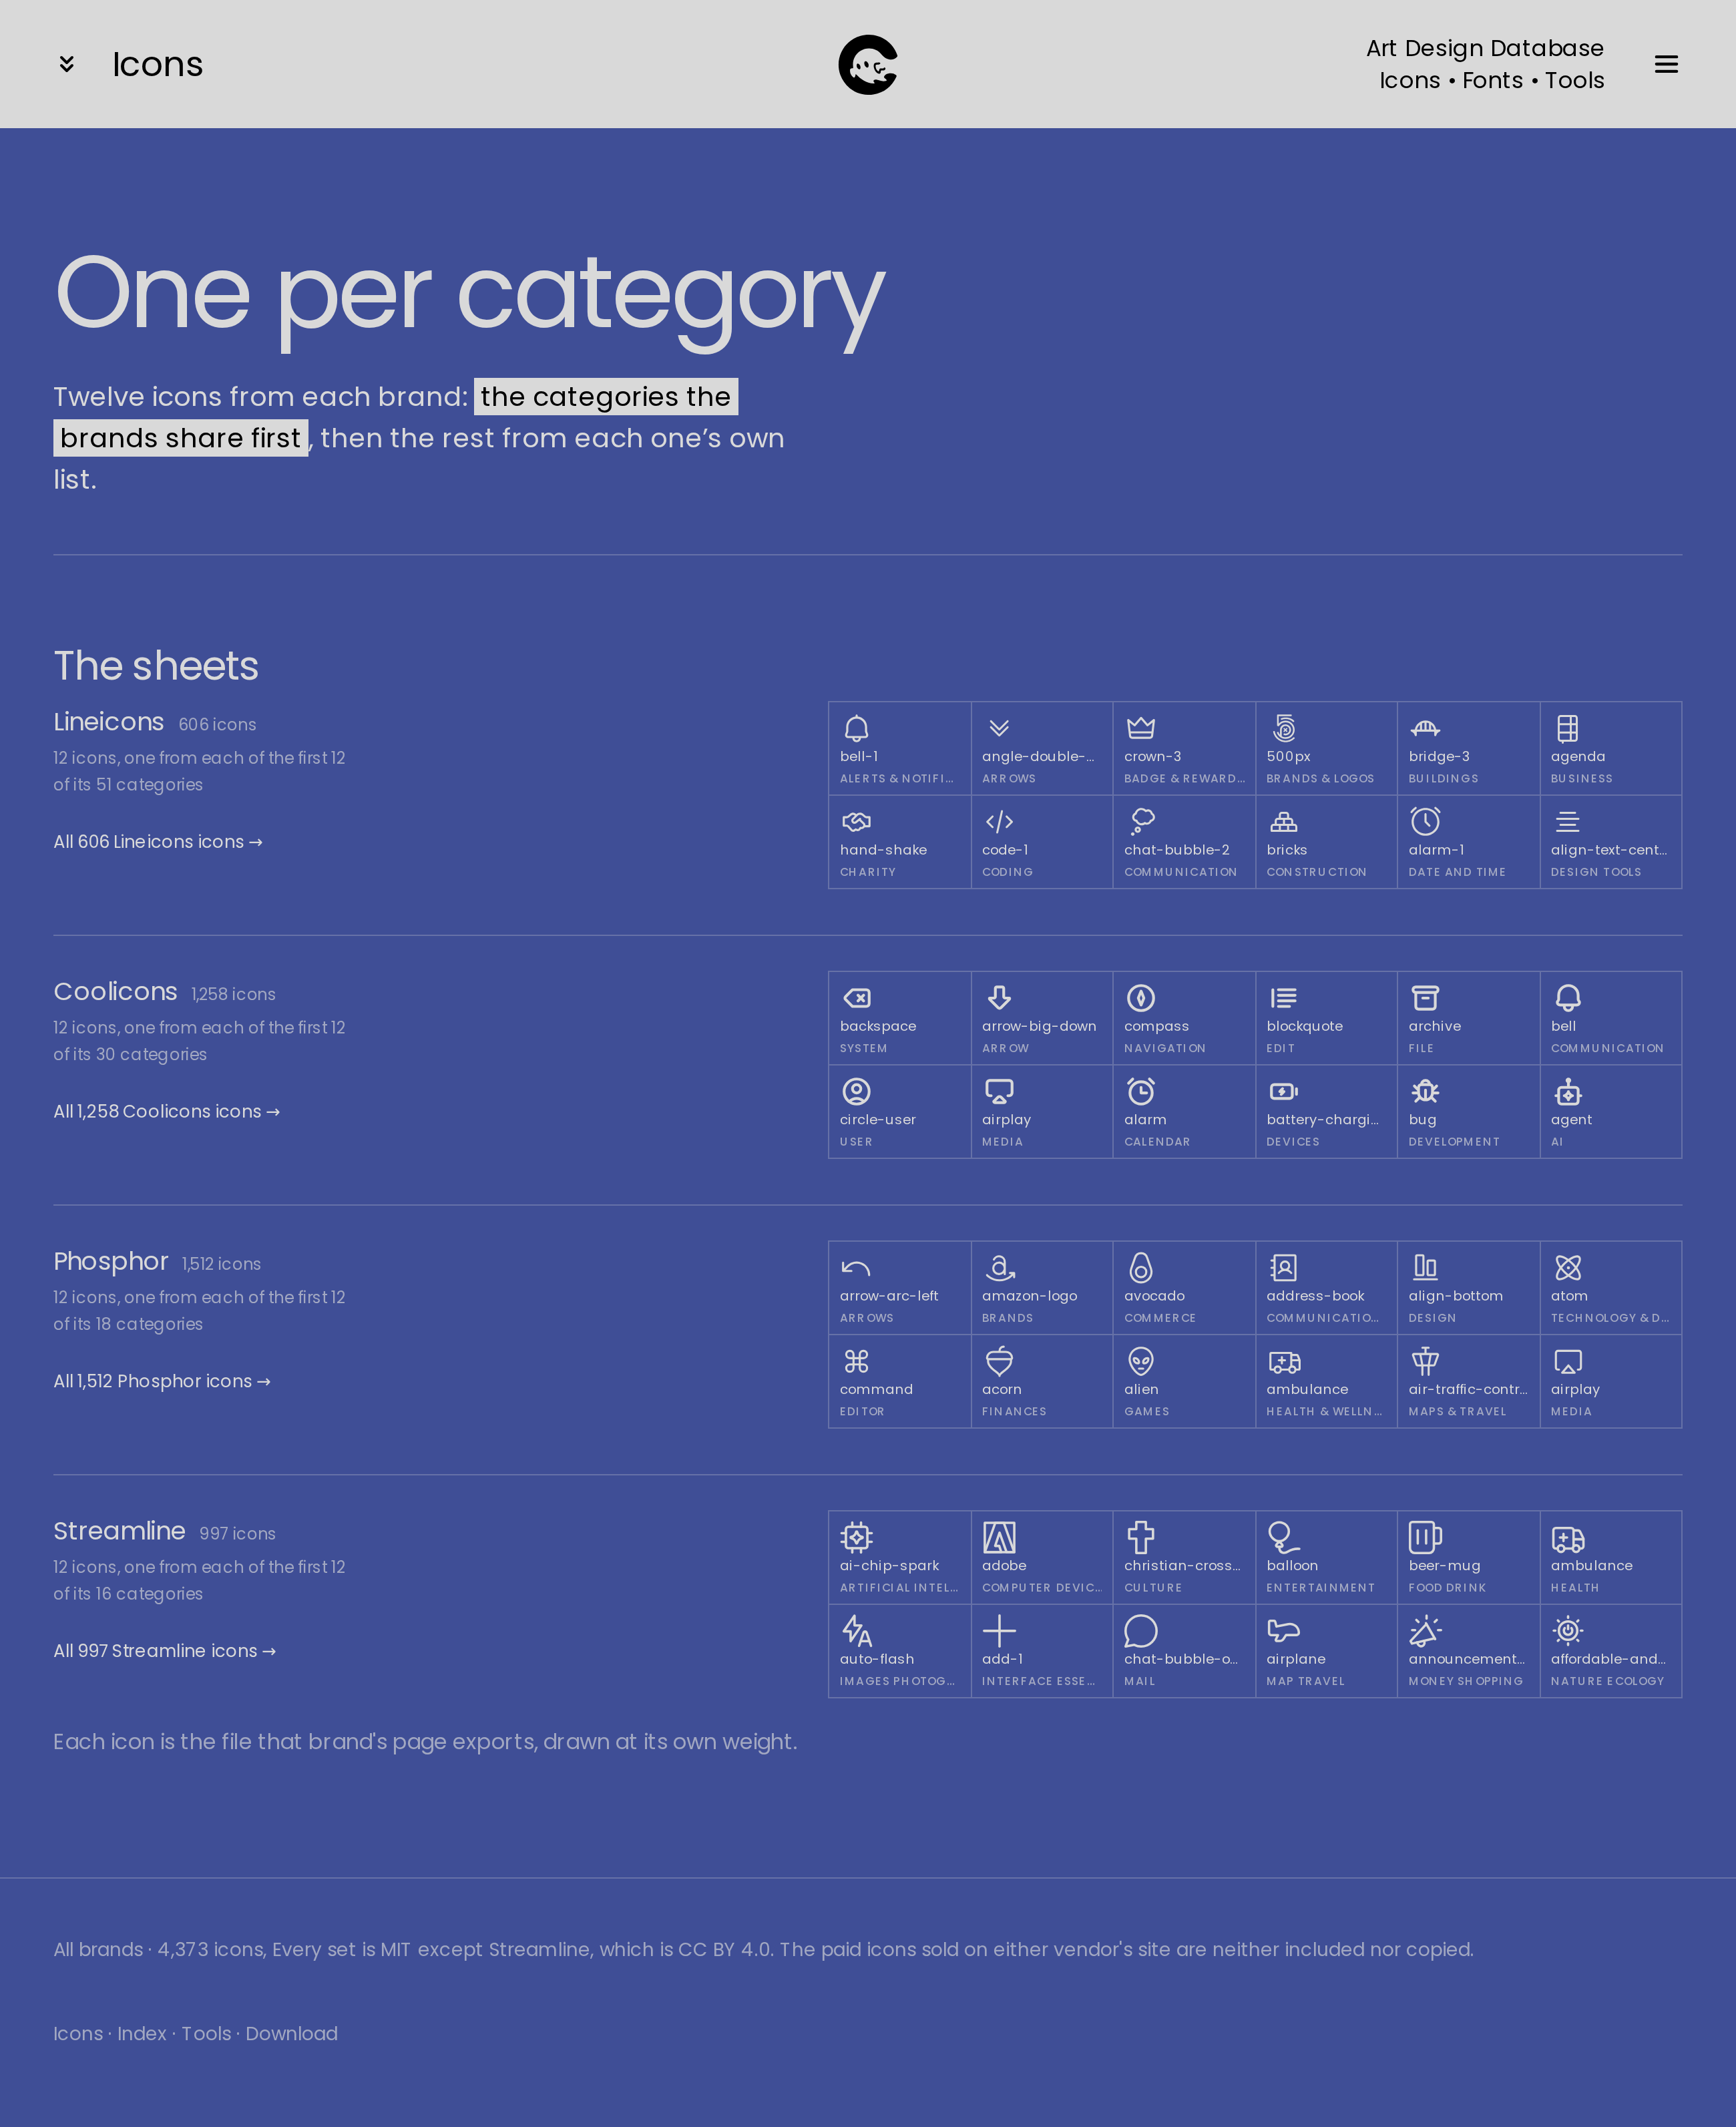 Icons
Art Design Database
Icons • Fonts • Tools
One per category
Twelve icons from each brand: the categories the
brands share first, then the rest from each one’s own
list.
The sheets
Lineicons 606 icons
12 icons, one from each of the first 12
of its 51 categories
All 606 Lineicons icons →
bell-1 angle-double-... crown-3 500px bridge-3 agenda
ALERTS & NOTIFI... ARROWS BADGE & REWARD... BRANDS & LOGOS BUILDINGS BUSINESS
hand-shake code-1 chat-bubble-2 bricks alarm-1 align-text-cent...
CHARITY CODING COMMUNICATION CONSTRUCTION DATE AND TIME DESIGN TOOLS
Coolicons 1,258 icons
12 icons, one from each of the first 12
of its 30 categories
All 1,258 Coolicons icons →
backspace arrow-big-down compass blockquote archive bell
SYSTEM ARROW NAVIGATION EDIT FILE COMMUNICATION
circle-user airplay alarm battery-chargi... bug agent
USER MEDIA CALENDAR DEVICES DEVELOPMENT AI
Phosphor 1,512 icons
12 icons, one from each of the first 12
of its 18 categories
All 1,512 Phosphor icons →
arrow-arc-left amazon-logo avocado address-book align-bottom atom
ARROWS BRANDS COMMERCE COMMUNICATIO... DESIGN TECHNOLOGY & D...
command acorn alien ambulance air-traffic-contr... airplay
EDITOR FINANCES GAMES HEALTH & WELLN... MAPS & TRAVEL MEDIA
Streamline 997 icons
12 icons, one from each of the first 12
of its 16 categories
All 997 Streamline icons →
ai-chip-spark adobe christian-cross... balloon beer-mug ambulance
ARTIFICIAL INTEL... COMPUTER DEVIC... CULTURE ENTERTAINMENT FOOD DRINK HEALTH
auto-flash add-1 chat-bubble-o... airplane announcement... affordable-and...
IMAGES PHOTOG... INTERFACE ESSE... MAIL MAP TRAVEL MONEY SHOPPING NATURE ECOLOGY
Each icon is the file that brand's page exports, drawn at its own weight.
All brands · 4,373 icons, Every set is MIT except Streamline, which is CC BY 4.0. The paid icons sold on either vendor's site are neither included nor copied.
Icons · Index · Tools · Download